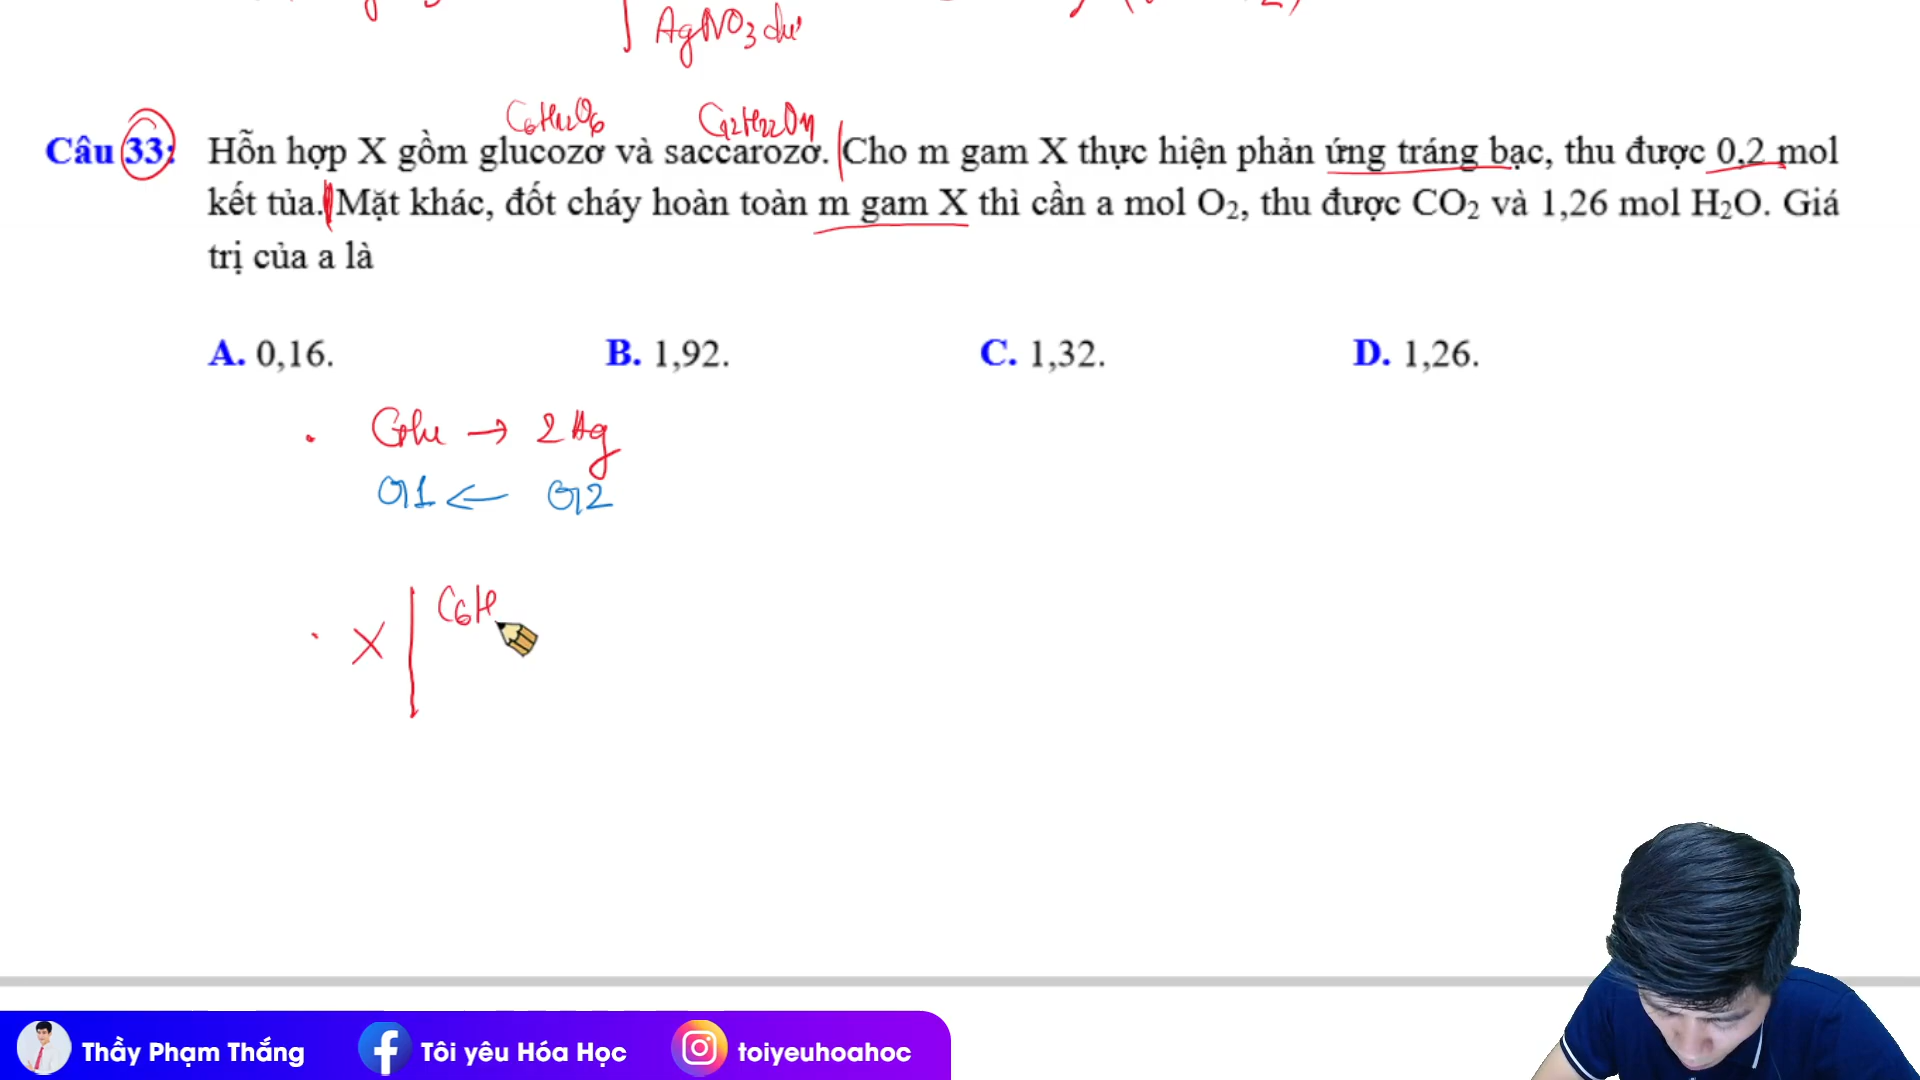 AgNO3 dư
C6H12O6 C12H22O11
Câu 33: Hỗn hợp X gồm glucozơ và saccarozơ. Cho m gam X thực hiện phản ứng tráng bạc, thu được 0,2 mol
kết tủa. Mặt khác, đốt cháy hoàn toàn m gam X thì cần a mol O₂, thu được CO₂ và 1,26 mol H₂O. Giá
trị của a là
A. 0,16. B. 1,92. C. 1,32. D. 1,26.
Glu → 2 Ag
0,1 ← 0,2
X C6H
Thầy Phạm Thắng Tôi yêu Hóa Học toiyeuhoahoc